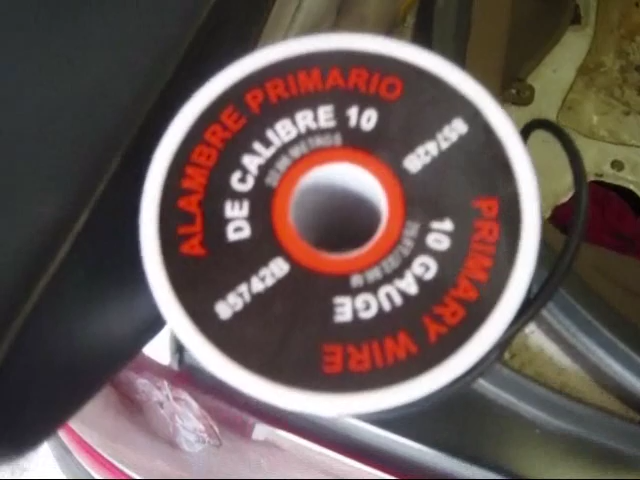 ALAMBRE PRIMARIO
DE CALIBRE 10
85742B
85742B
PRIMARY WIRE
10 GAUGE